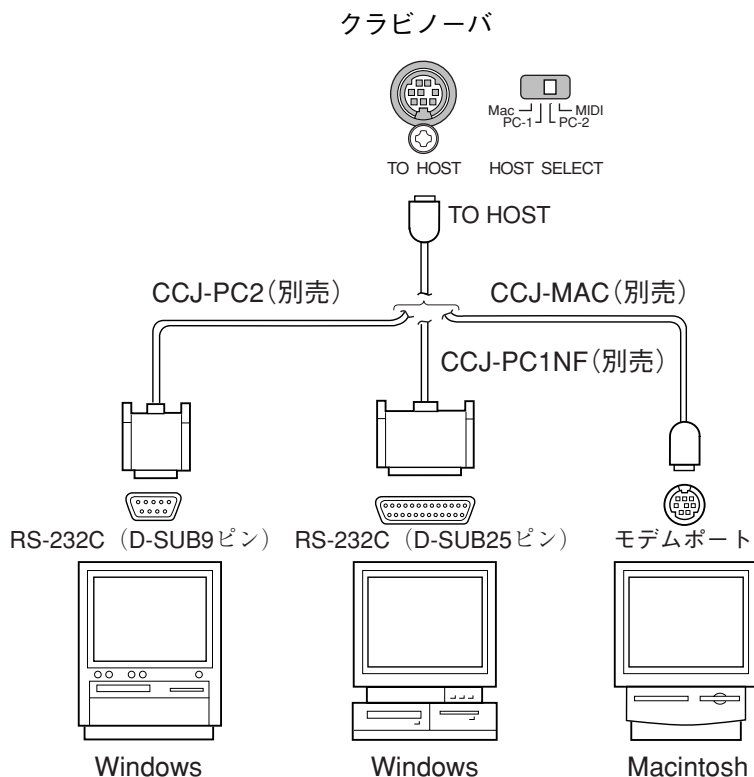 クラビノーバ
Mac
MIDI
PC-1
PC-2
TO HOST
HOST SELECT
TO HOST
CCJ-PC2（別売）
CCJ-MAC（別売）
CCJ-PC1NF（別売）
RS-232C（D-SUB9ピン）
RS-232C（D-SUB25ピン）
モデムポート
Windows
Windows
Macintosh